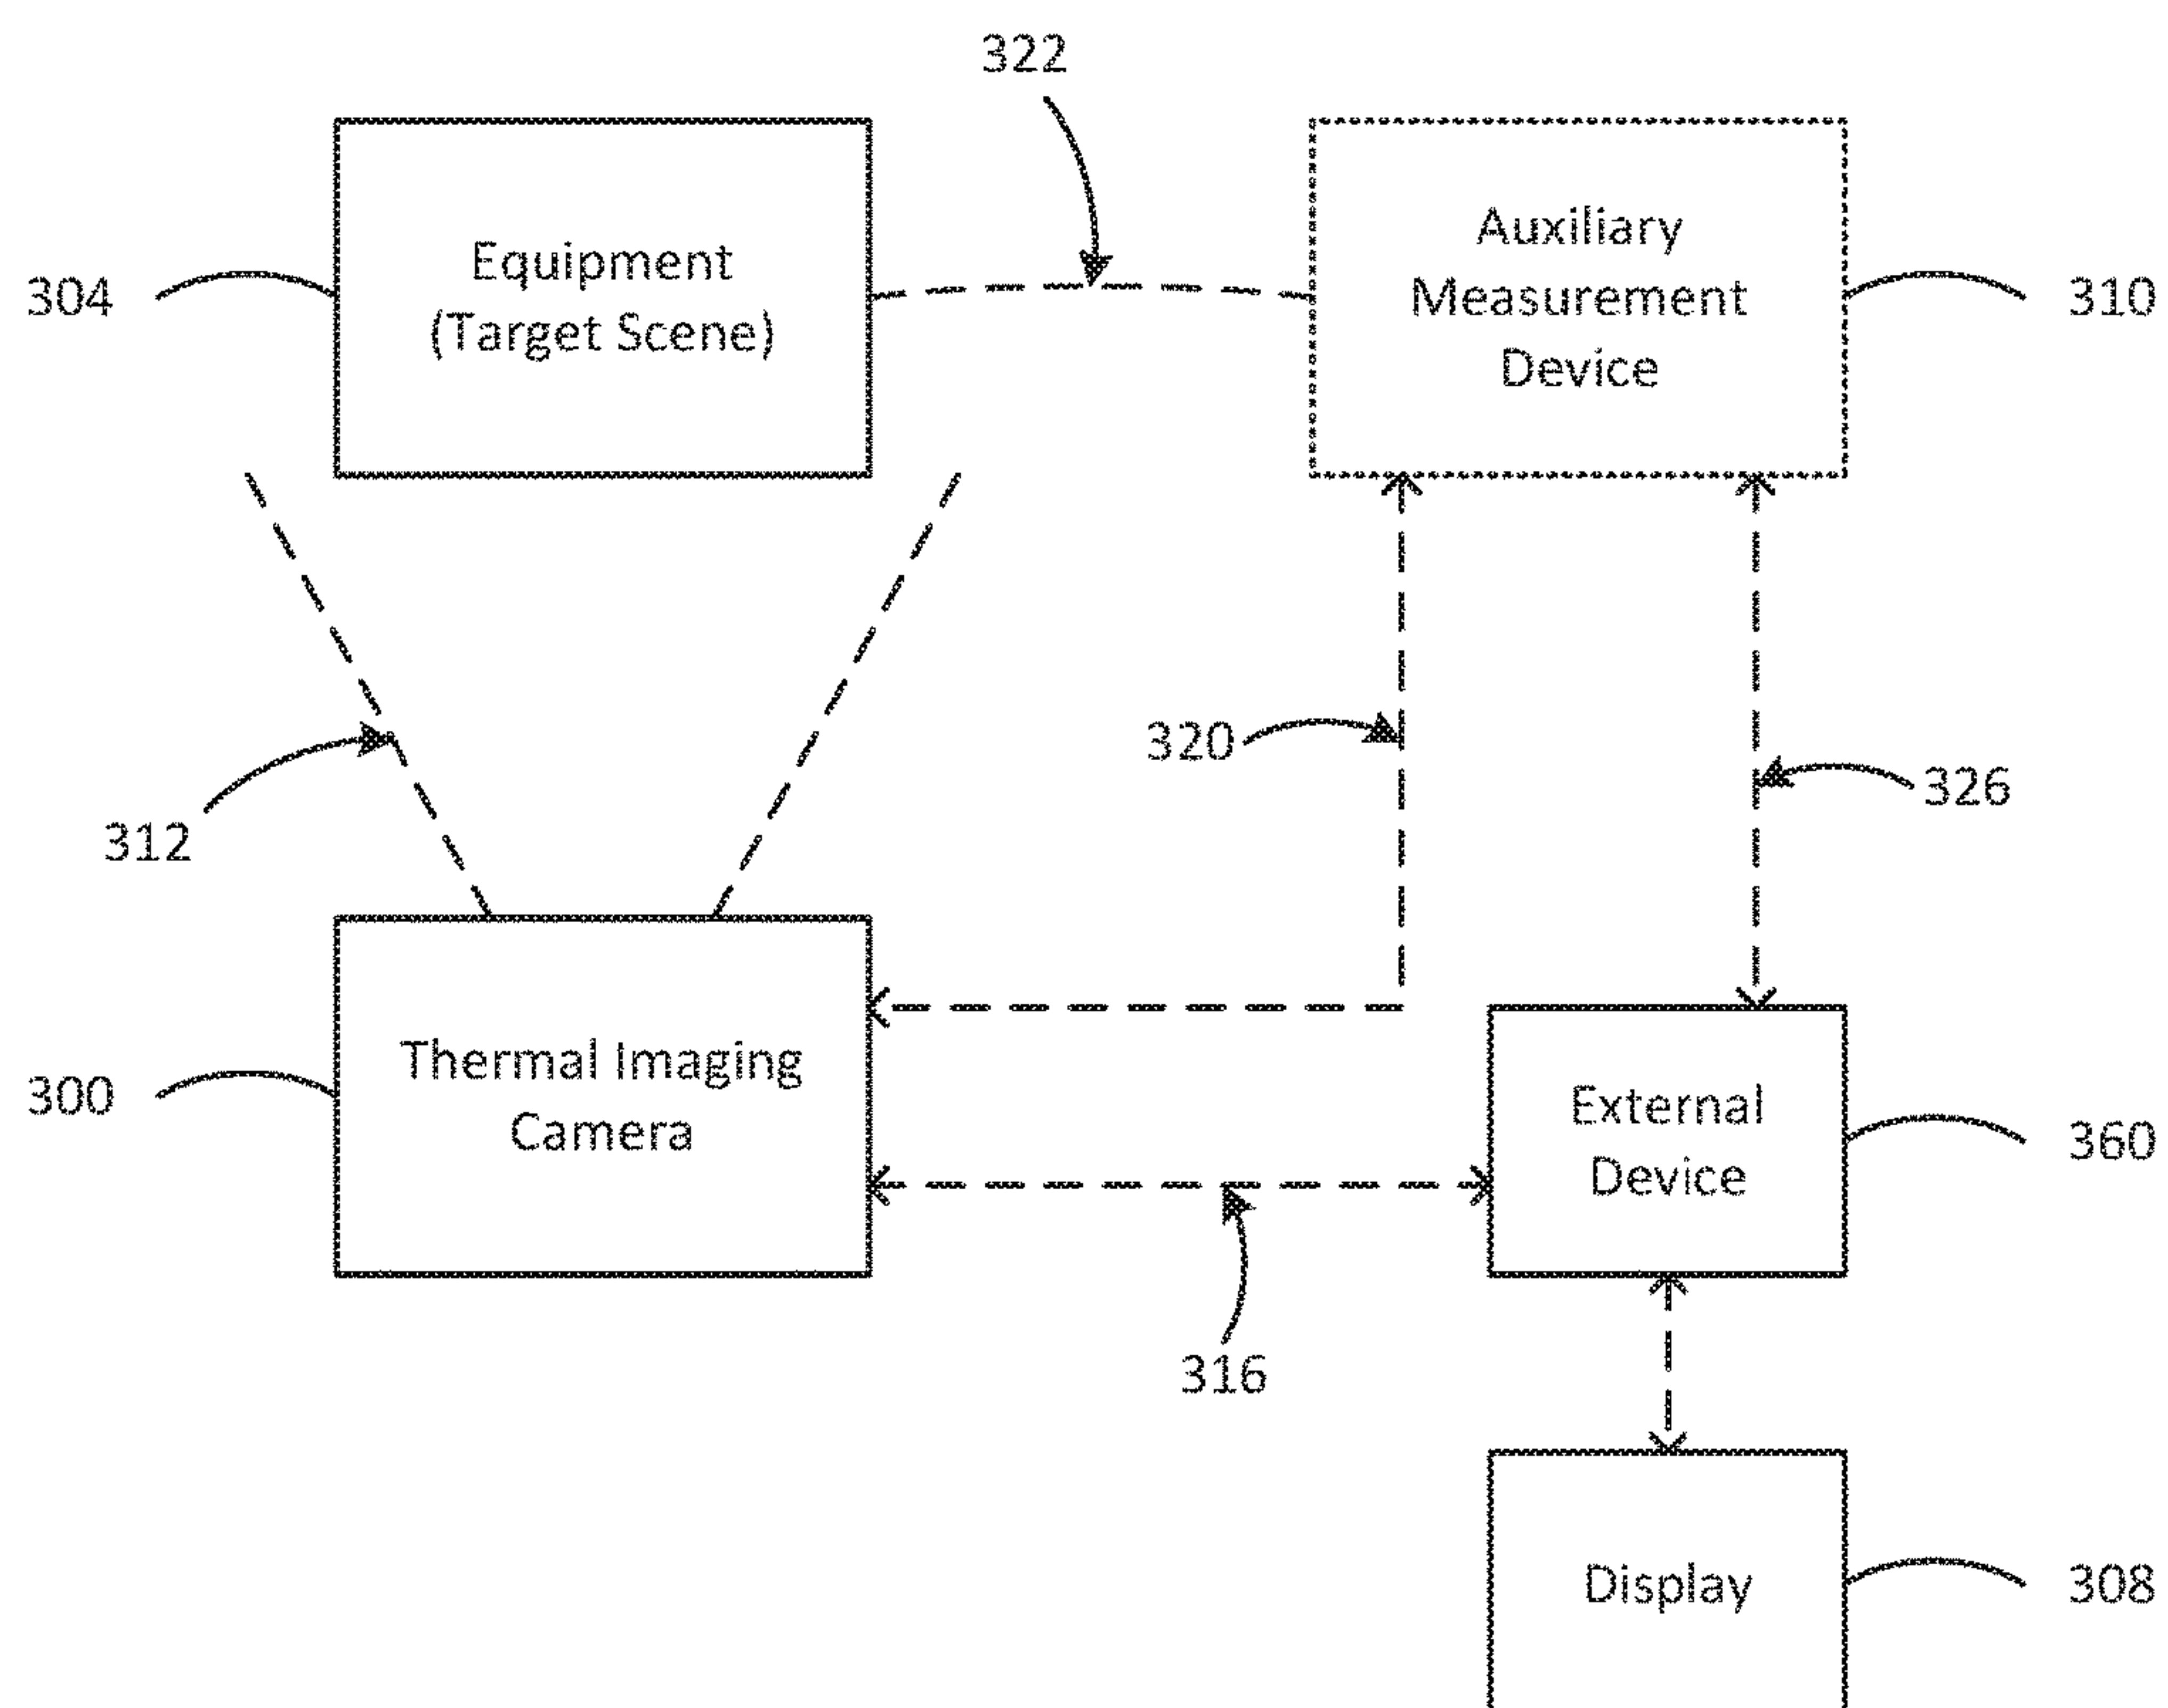 322
Equipment
(Target Scene)
304
Auxiliary
Measurement
Device
310
312
320
326
Thermal Imaging
Camera
300
External
Device
360
316
Display
308